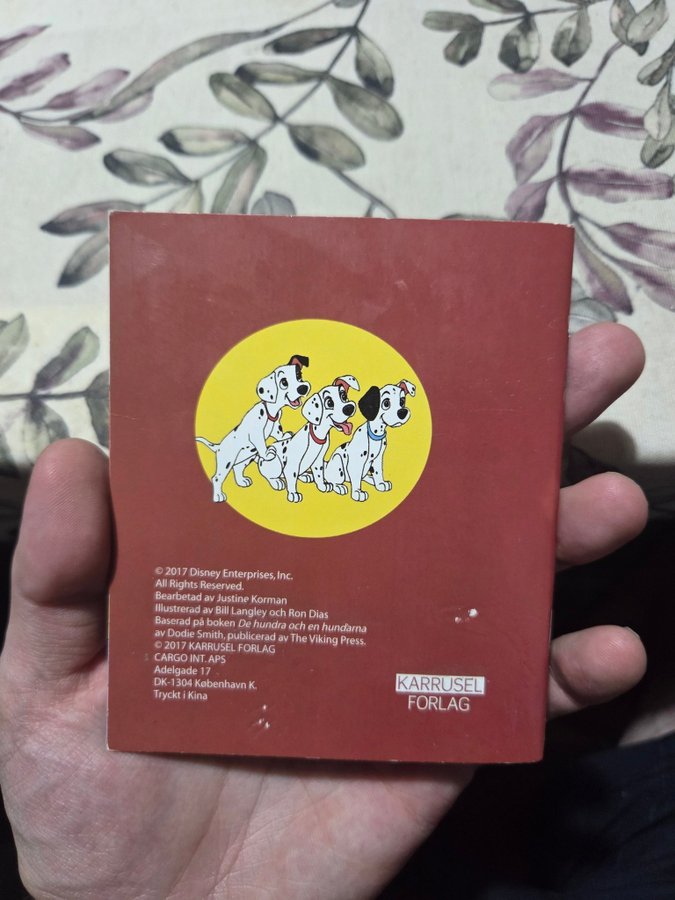 © 2017 Disney Enterprises, Inc.
All Rights Reserved.
Bearbetad av Justine Korman
Illustrerad av Bill Langley och Ron Dias
Baserad på boken De hundra och en hundarna
av Dodie Smith, publicerad av The Viking Press.
© 2017 KARRUSEL FORLAG
CARGO INT. APS
Adelgade 17
DK-1304 København K.
Tryckt i Kina
KARRUSEL
FORLAG